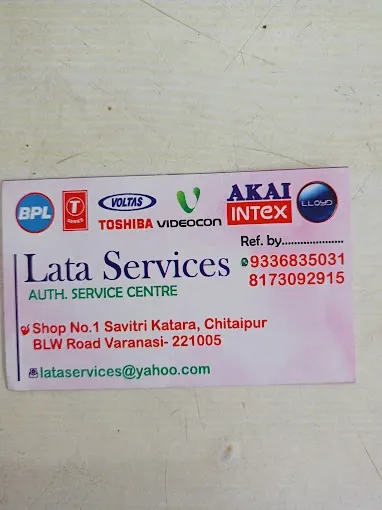 BPL
T
SERIES
VOLTAS
TOSHIBA
VIDEOCON
AKAI
INTEX
LLOYD
Ref. by....................
Lata Services
9336835031
AUTH. SERVICE CENTRE
8173092915
Shop No.1 Savitri Katara, Chitaipur
BLW Road Varanasi- 221005
lataservices@yahoo.com